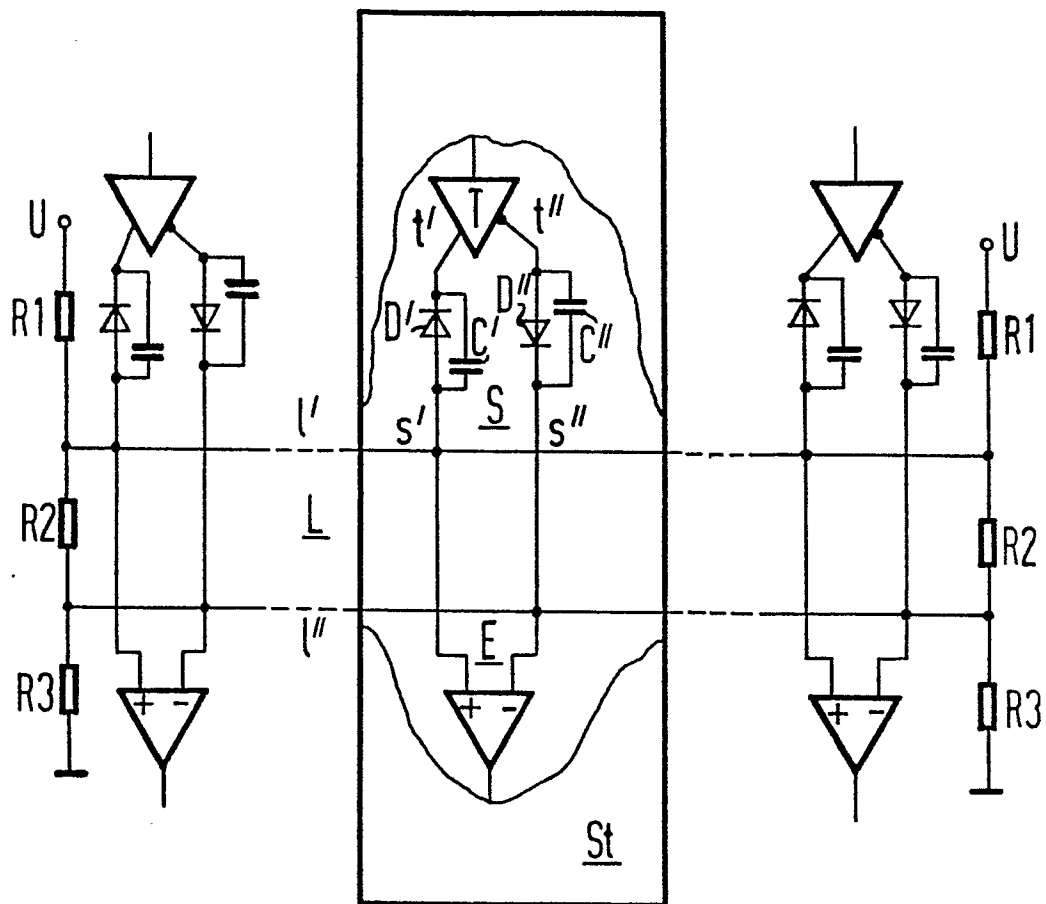 T
t' t''
U
U
R1
D' C' D'' C''
R1
l'
s' S s''
R2
L
R2
l''
E
R3
+ -
+ -
+ -
R3
St